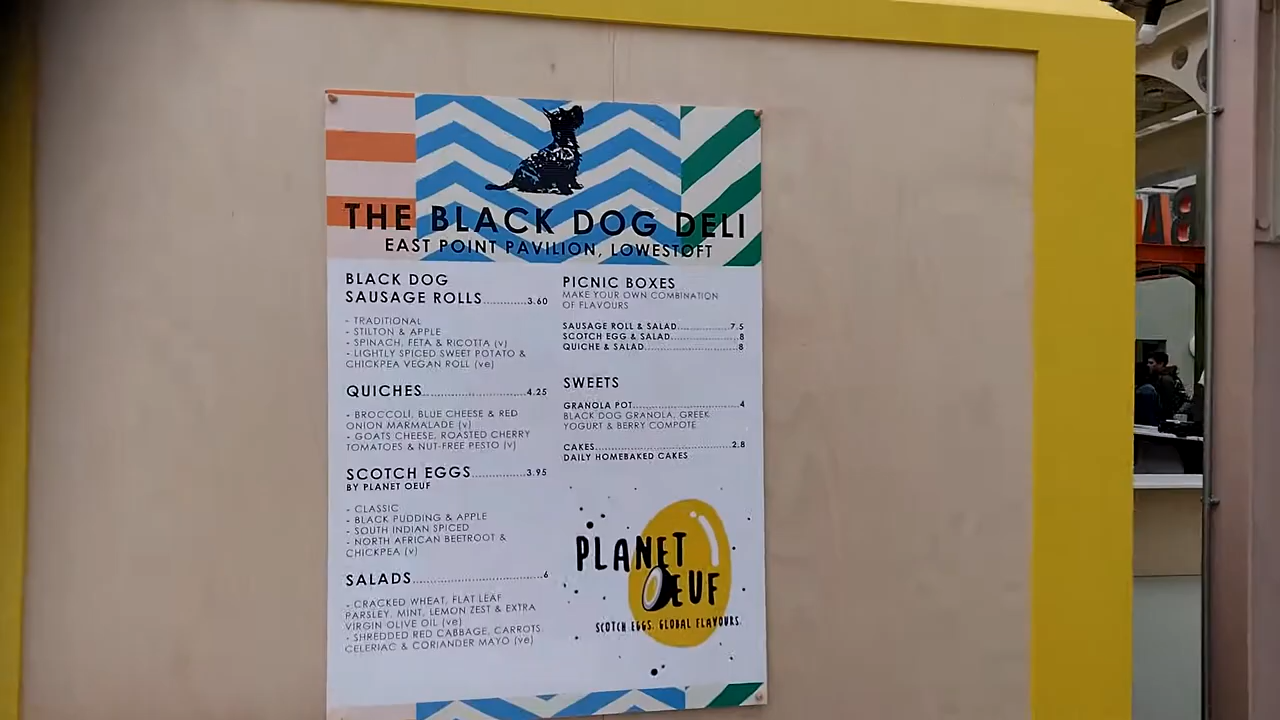 THE BLACK DOG DELI
EAST POINT PAVILION, LOWESTOFT
BLACK DOG
SAUSAGE ROLLS............3.60
- TRADITIONAL
- STILTON & APPLE
- SPINACH, FETA & RICOTTA (v)
- LIGHTLY SPICED SWEET POTATO &
CHICKPEA VEGAN ROLL (ve)
QUICHES............................4.25
- BROCCOLI, BLUE CHEESE & RED
ONION MARMALADE (v)
- GOATS CHEESE, ROASTED CHERRY
TOMATOES & NUT-FREE PESTO (v)
SCOTCH EGGS...............3.95
BY PLANET OEUF
- CLASSIC
- BLACK PUDDING & APPLE
- SOUTH INDIAN SPICED
- NORTH AFRICAN BEETROOT &
CHICKPEA (v)
SALADS...................................6
- CRACKED WHEAT, FLAT LEAF
PARSLEY, MINT, LEMON ZEST & EXTRA
VIRGIN OLIVE OIL (ve)
- SHREDDED RED CABBAGE, CARROTS
CELERIAC & CORIANDER MAYO (ve)
PICNIC BOXES
MAKE YOUR OWN COMBINATION
OF FLAVOURS
SAUSAGE ROLL & SALAD................7.5
SCOTCH EGG & SALAD....................8
QUICHE & SALAD............................8
SWEETS
GRANOLA POT................................4
BLACK DOG GRANOLA, GREEK
YOGURT & BERRY COMPOTE
CAKES..........................................2.8
DAILY HOMEBAKED CAKES
PLANET
OEUF
SCOTCH EGGS. GLOBAL FLAVOURS.